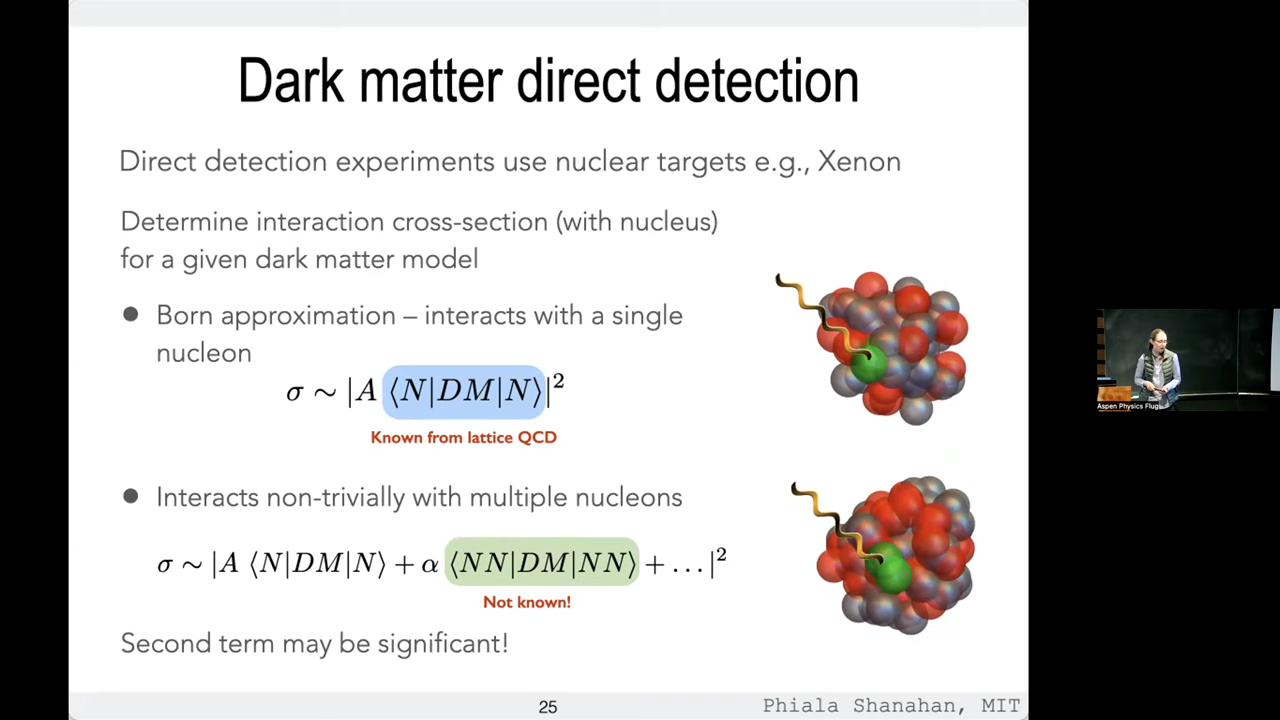 Dark matter direct detection
Direct detection experiments use nuclear targets e.g., Xenon
Determine interaction cross-section (with nucleus)
for a given dark matter model
● Born approximation – interacts with a single
nucleon
σ ∼ |A ⟨N|DM|N⟩|²
Known from lattice QCD
● Interacts non-trivially with multiple nucleons
σ ∼ |A ⟨N|DM|N⟩ + α ⟨NN|DM|NN⟩ + . . . |²
Not known!
Second term may be significant!
25
Phiala Shanahan, MIT
Aspen Physics Flug